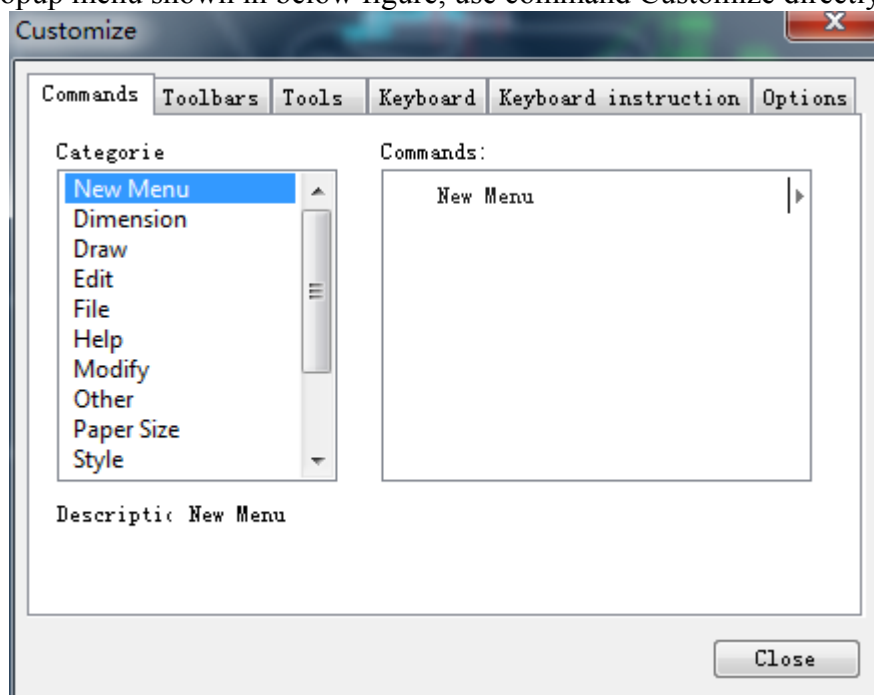 opup menu shown in below figure, use command Customize directly
Customize
Commands Toolbars Tools Keyboard Keyboard instruction Options
Categorie Commands:
New Menu New Menu
Dimension
Draw
Edit
File
Help
Modify
Other
Paper Size
Style
Descriptic New Menu
Close